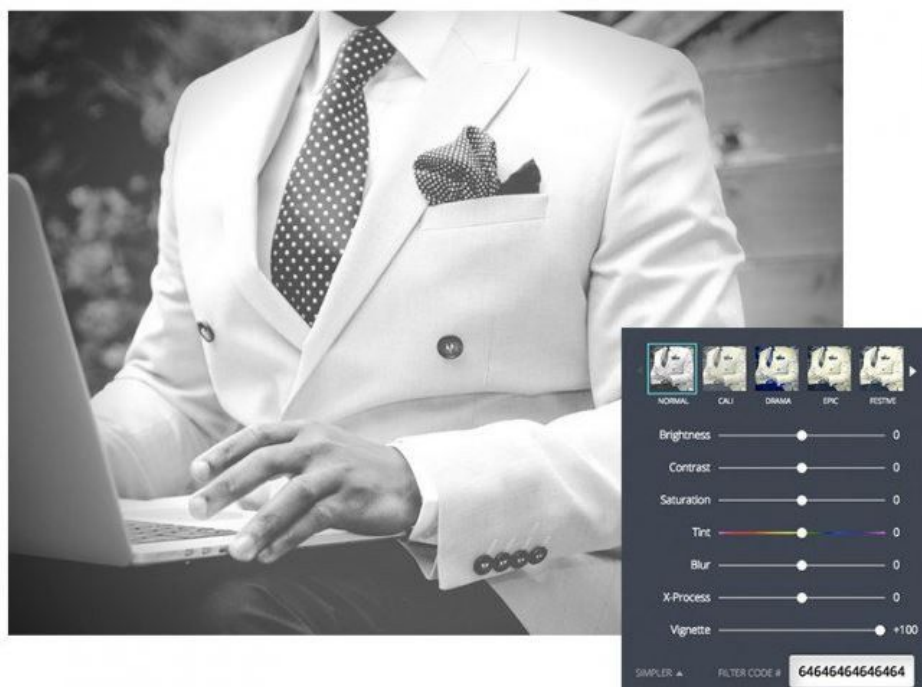 NORMAL CALI DRAMA EPIC FESTIVE
Brightness 0
Contrast 0
Saturation 0
Tint 0
Blur 0
X-Process 0
Vignette +100
SIMPLER ▲ FILTER CODE # 64646464646464